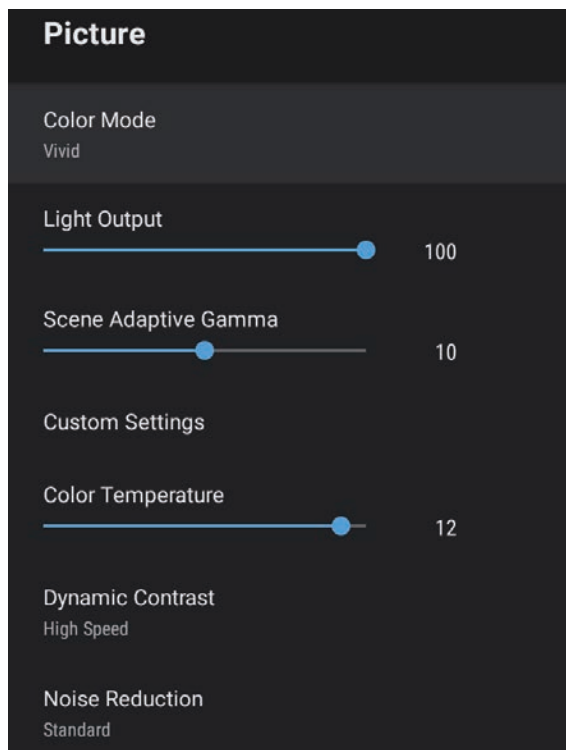 Picture
Color Mode
Vivid
Light Output
100
Scene Adaptive Gamma
10
Custom Settings
Color Temperature
12
Dynamic Contrast
High Speed
Noise Reduction
Standard